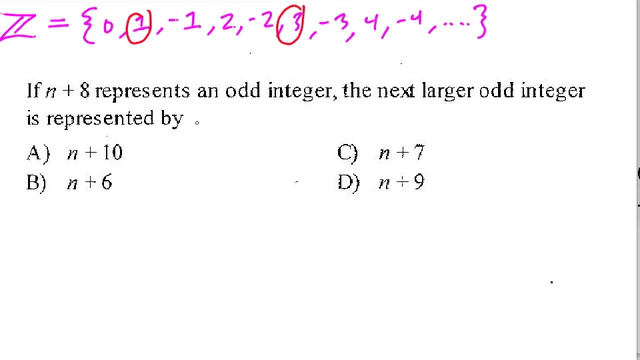 ℤ = {0, 1, -1, 2, -2, 3, -3, 4, -4, ....}
If n + 8 represents an odd integer, the next larger odd integer
is represented by
A) n + 10
B) n + 6
C) n + 7
D) n + 9